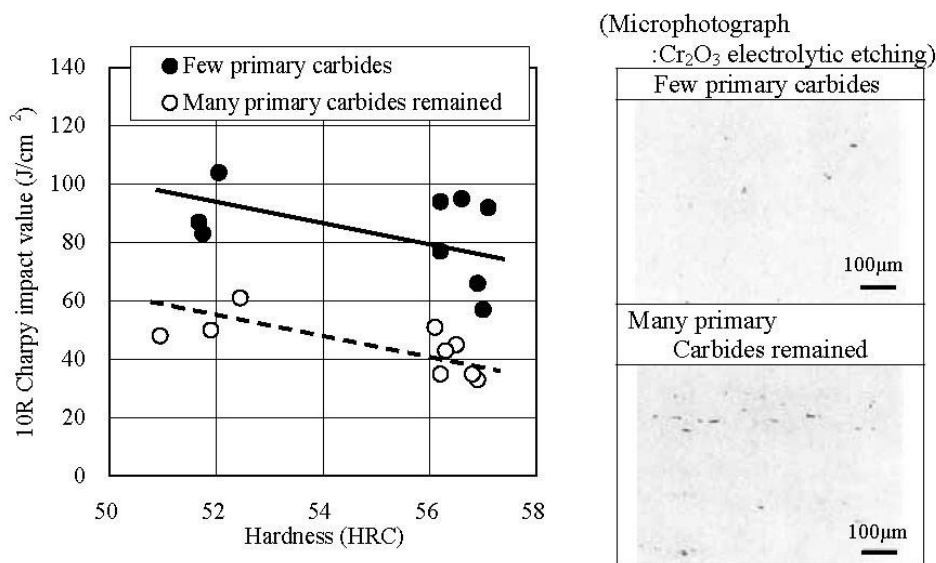 ● Few primary carbides
○ Many primary carbides remained
140
120
100
80
60
40
20
0
10R Charpy impact value (J/cm²)
50 52 54 56 58
Hardness (HRC)
(Microphotograph
:Cr₂O₃ electrolytic etching)
Few primary carbides
100μm
Many primary
Carbides remained
100μm